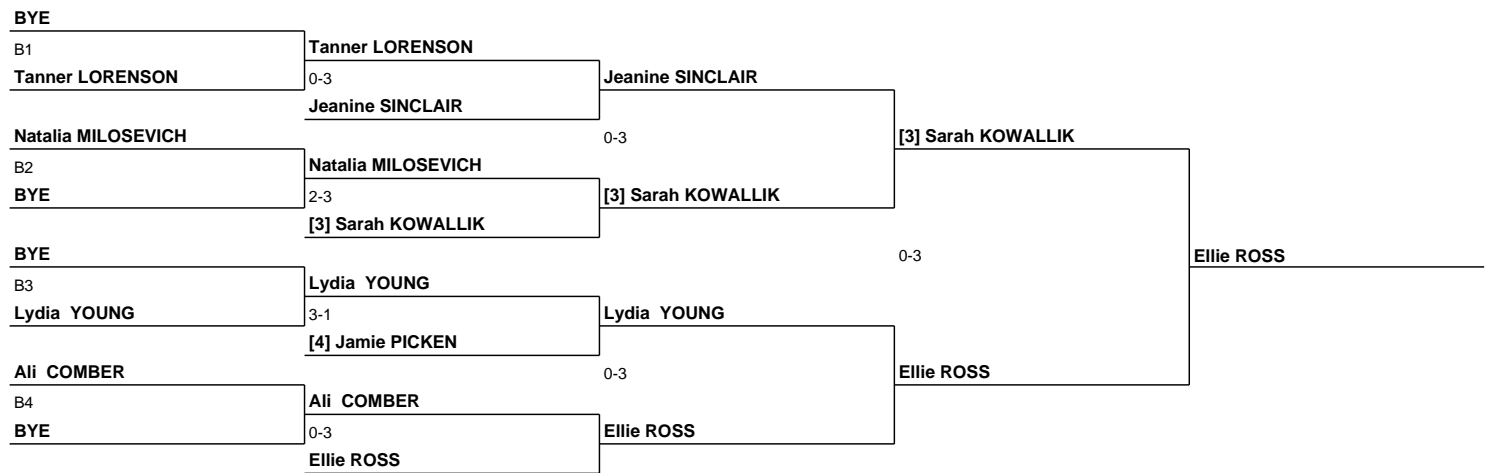 BYE
B1
Tanner LORENSON
Tanner LORENSON
0-3
Jeanine SINCLAIR
Jeanine SINCLAIR
Natalia MILOSEVICH
0-3
[3] Sarah KOWALLIK
B2
Natalia MILOSEVICH
BYE
2-3
[3] Sarah KOWALLIK
[3] Sarah KOWALLIK
BYE
0-3
Ellie ROSS
B3
Lydia  YOUNG
Lydia  YOUNG
3-1
Lydia  YOUNG
[4] Jamie PICKEN
Ali  COMBER
0-3
Ellie ROSS
B4
Ali  COMBER
BYE
0-3
Ellie ROSS
Ellie ROSS